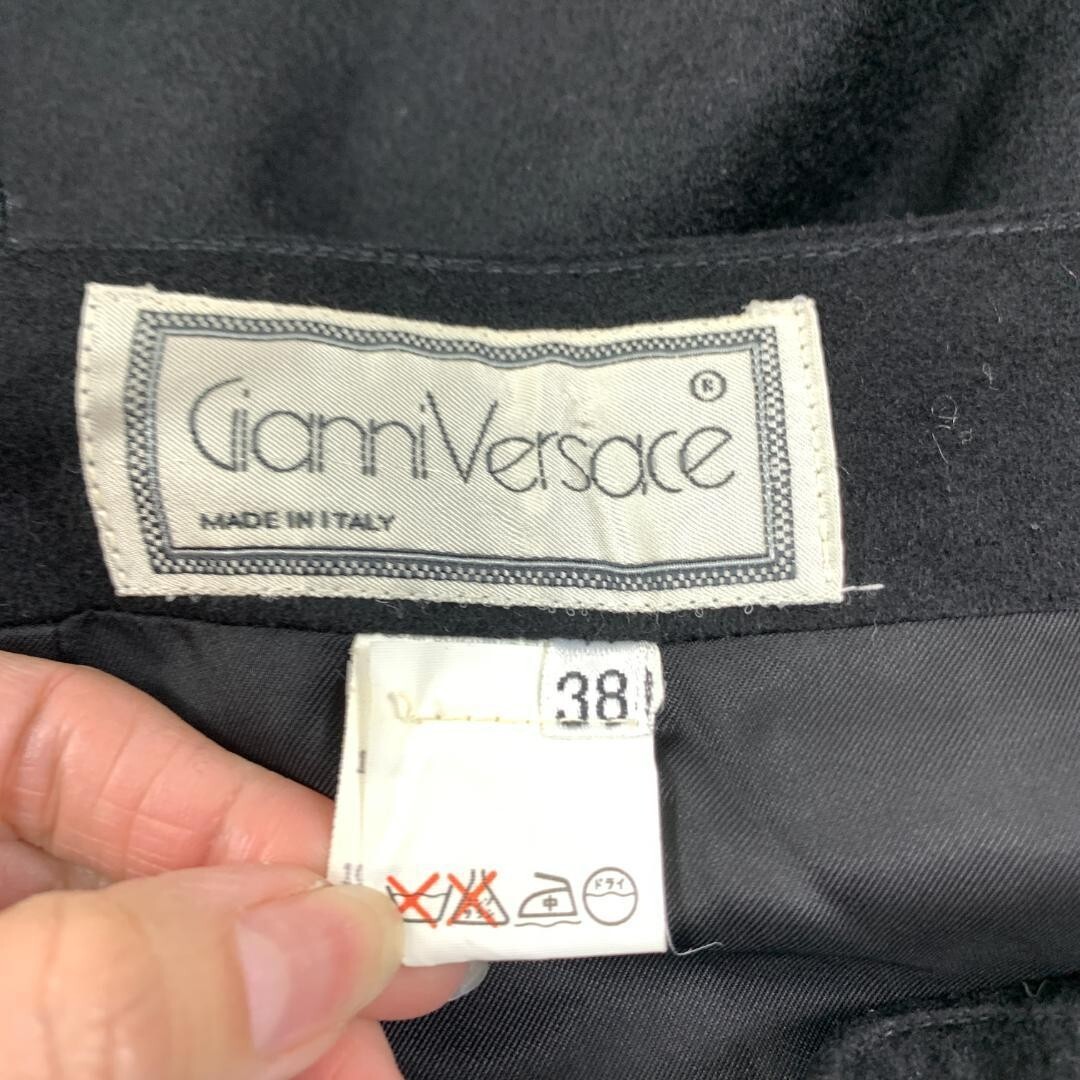 Gianni Versace ®
MADE IN ITALY
38
中 ドライ